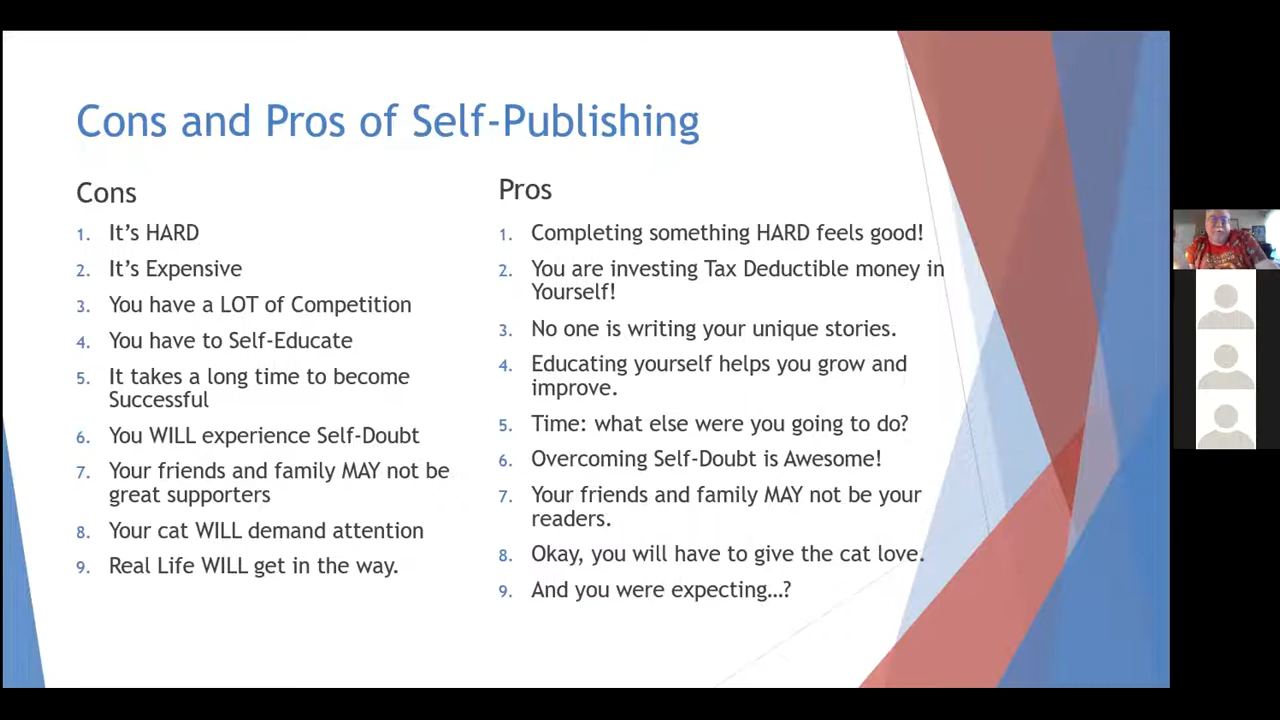 Cons and Pros of Self-Publishing
Cons
1. It's HARD
2. It's Expensive
3. You have a LOT of Competition
4. You have to Self-Educate
5. It takes a long time to become
Successful
6. You WILL experience Self-Doubt
7. Your friends and family MAY not be
great supporters
8. Your cat WILL demand attention
9. Real Life WILL get in the way.
Pros
1. Completing something HARD feels good!
2. You are investing Tax Deductible money in
Yourself!
3. No one is writing your unique stories.
4. Educating yourself helps you grow and
improve.
5. Time: what else were you going to do?
6. Overcoming Self-Doubt is Awesome!
7. Your friends and family MAY not be your
readers.
8. Okay, you will have to give the cat love.
9. And you were expecting…?